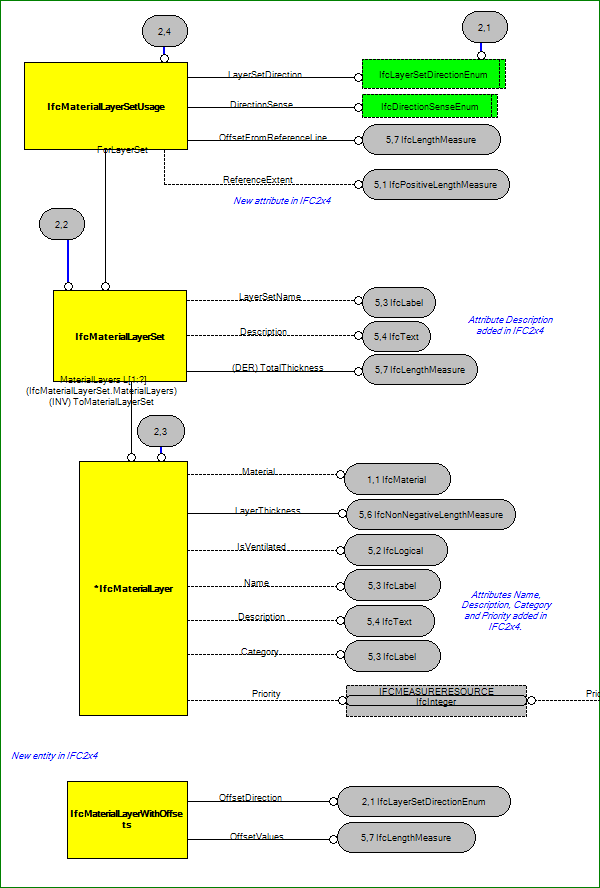 2,4
2,1
IfcMaterialLayerSetUsage
LayerSetDirection
IfcLayerSetDirectionEnum
DirectionSense
IfcDirectionSenseEnum
OffsetFromReferenceLine
5,7 IfcLengthMeasure
ForLayerSet
ReferenceExtent
5,1 IfcPositiveLengthMeasure
New attribute in IFC2x4
2,2
IfcMaterialLayerSet
LayerSetName
5,3 IfcLabel
Description
5,4 IfcText
(DER) TotalThickness
5,7 IfcLengthMeasure
Attribute Description
added in IFC2x4
MaterialLayers L[1:?]
(IfcMaterialLayerSet.MaterialLayers)
(INV) ToMaterialLayerSet
2,3
*IfcMaterialLayer
Material
1,1 IfcMaterial
LayerThickness
5,6 IfcNonNegativeLengthMeasure
IsVentilated
5,2 IfcLogical
Name
5,3 IfcLabel
Description
5,4 IfcText
Category
5,3 IfcLabel
Attributes Name,
Description, Category
and Priority added in
IFC2x4.
Priority
IFCMEASURERESOURCE
IfcInteger
Pric
New entity in IFC2x4
IfcMaterialLayerWithOffse
ts
OffsetDirection
2,1 IfcLayerSetDirectionEnum
OffsetValues
5,7 IfcLengthMeasure